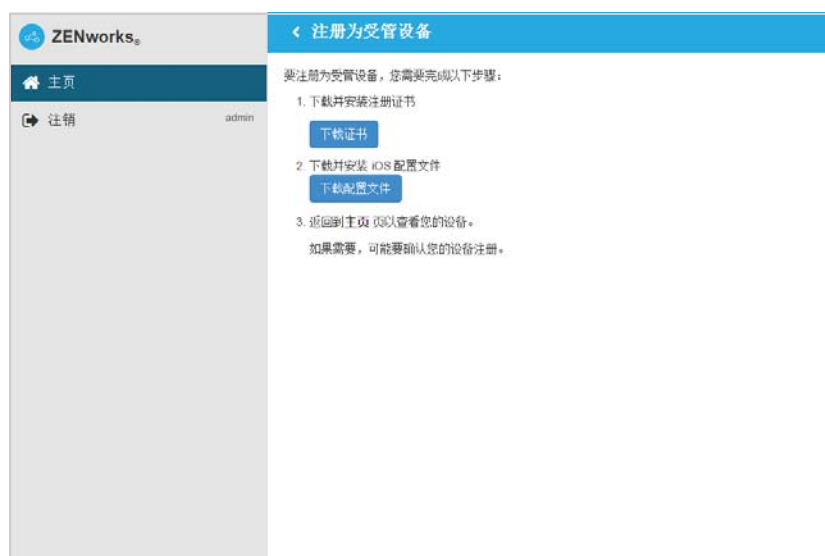 ZENworks®
主页
注销 admin
注册为受管设备
要注册为受管设备，您需要完成以下步骤：
1. 下载并安装注册证书
下载证书
2. 下载并安装 iOS 配置文件
下载配置文件
3. 返回到主页 页以查看您的设备。
如果需要，可能要确认您的设备注册。